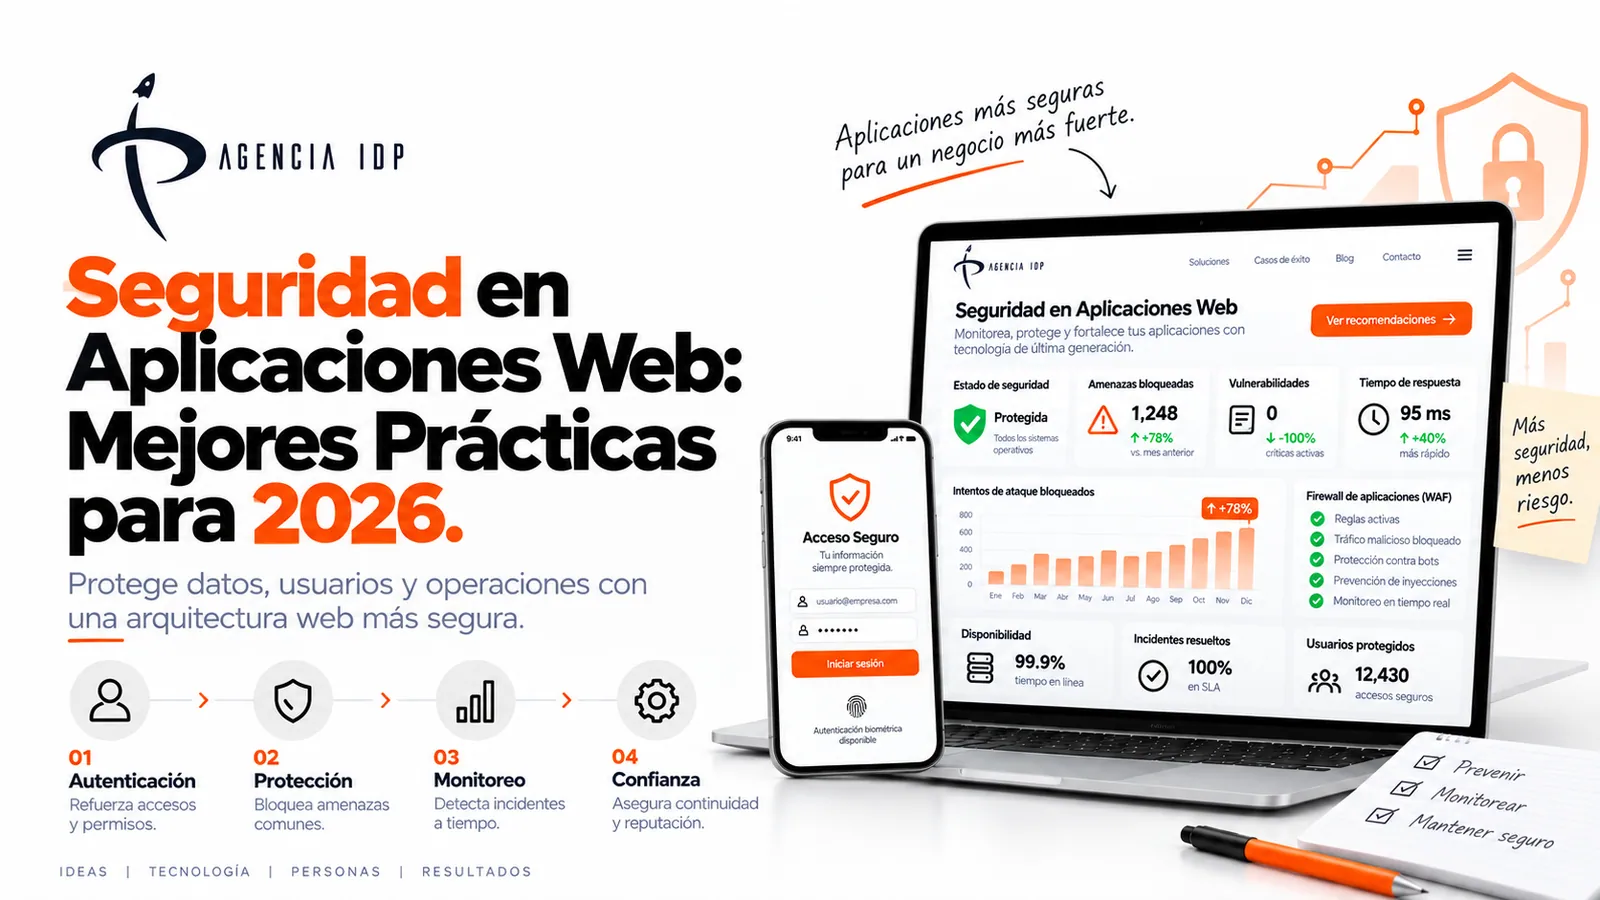 AGENCIA IDP
Seguridad en
Aplicaciones Web:
Mejores Prácticas
para 2026.
Protege datos, usuarios y operaciones con
una arquitectura web más segura.
01
Autenticación
Refuerza accesos
y permisos.
02
Protección
Bloquea amenazas
comunes.
03
Monitoreo
Detecta incidentes
a tiempo.
04
Confianza
Asegura continuidad
y reputación.
IDEAS | TECNOLOGÍA | PERSONAS | RESULTADOS
Aplicaciones más seguras
para un negocio más fuerte.
9:41
Acceso Seguro
Tu información
siempre protegida.
usuario@empresa.com
•••••••
Iniciar sesión
Autenticación biométrica
disponible
AGENCIA IDP
Soluciones Casos de éxito Blog Contacto
Seguridad en Aplicaciones Web
Monitorea, protege y fortalece tus aplicaciones con
tecnología de última generación.
Ver recomendaciones →
Estado de seguridad
Protegida
Todos los sistemas
operativos
Amenazas bloqueadas
1,248
↑ +78%
vs. mes anterior
Vulnerabilidades
0
↓ -100%
críticas activas
Tiempo de respuesta
95 ms
↑ +40%
más rápido
Intentos de ataque bloqueados
↑ +78%
800
600
400
200
0
Ene Feb Mar Abr May Jun Jul Ago Sep Oct Nov Dic
Firewall de aplicaciones (WAF)
Reglas activas
Tráfico malicioso bloqueado
Protección contra bots
Prevención de inyecciones
Monitoreo en tiempo real
Disponibilidad
99.9%
tiempo en línea
Incidentes resueltos
100%
en SLA
Usuarios protegidos
12,430
accesos seguros
Más
seguridad,
menos
riesgo.
Prevenir
Monitorear
Mantener seguro